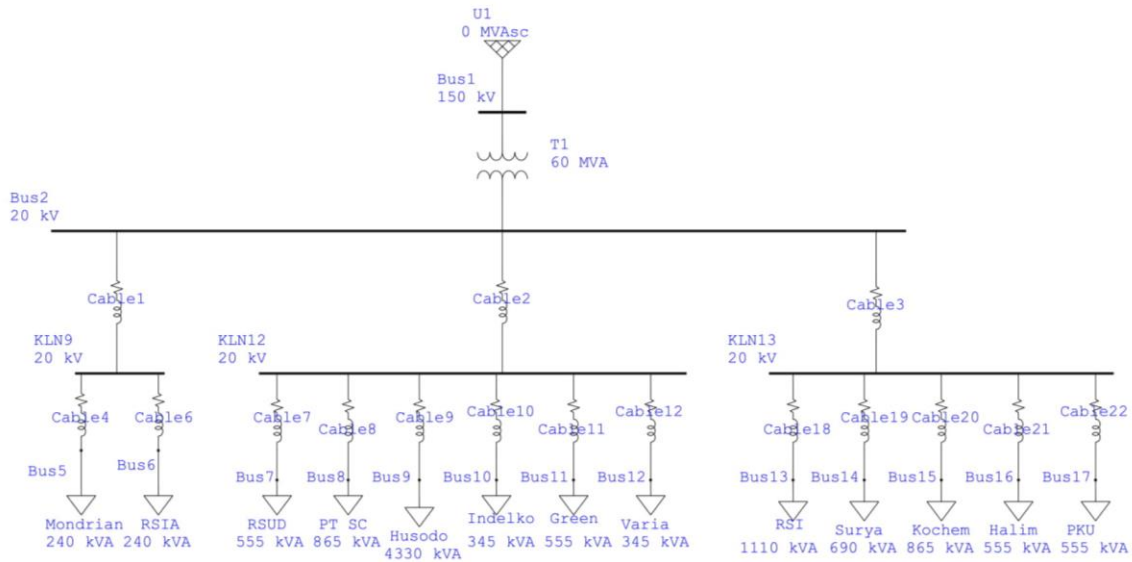 U1
0 MVAsc
Bus1
150 kV
T1
60 MVA
Bus2
20 kV
Cable1
Cable2
Cable3
KLN9
20 kV
KLN12
20 kV
KLN13
20 kV
Cable4
Cable6
Cable7
Cable8
Cable9
Cable10
Cable11
Cable12
Cable18
Cable19
Cable20
Cable21
Cable22
Bus5
Bus6
Bus7
Bus8
Bus9
Bus10
Bus11
Bus12
Bus13
Bus14
Bus15
Bus16
Bus17
Mondrian
240 kVA
RSIA
240 kVA
RSUD
555 kVA
PT SC
865 kVA
Husodo
4330 kVA
Indelko
345 kVA
Green
555 kVA
Varia
345 kVA
RSI
1110 kVA
Surya
690 kVA
Kochem
865 kVA
Halim
555 kVA
PKU
555 kVA